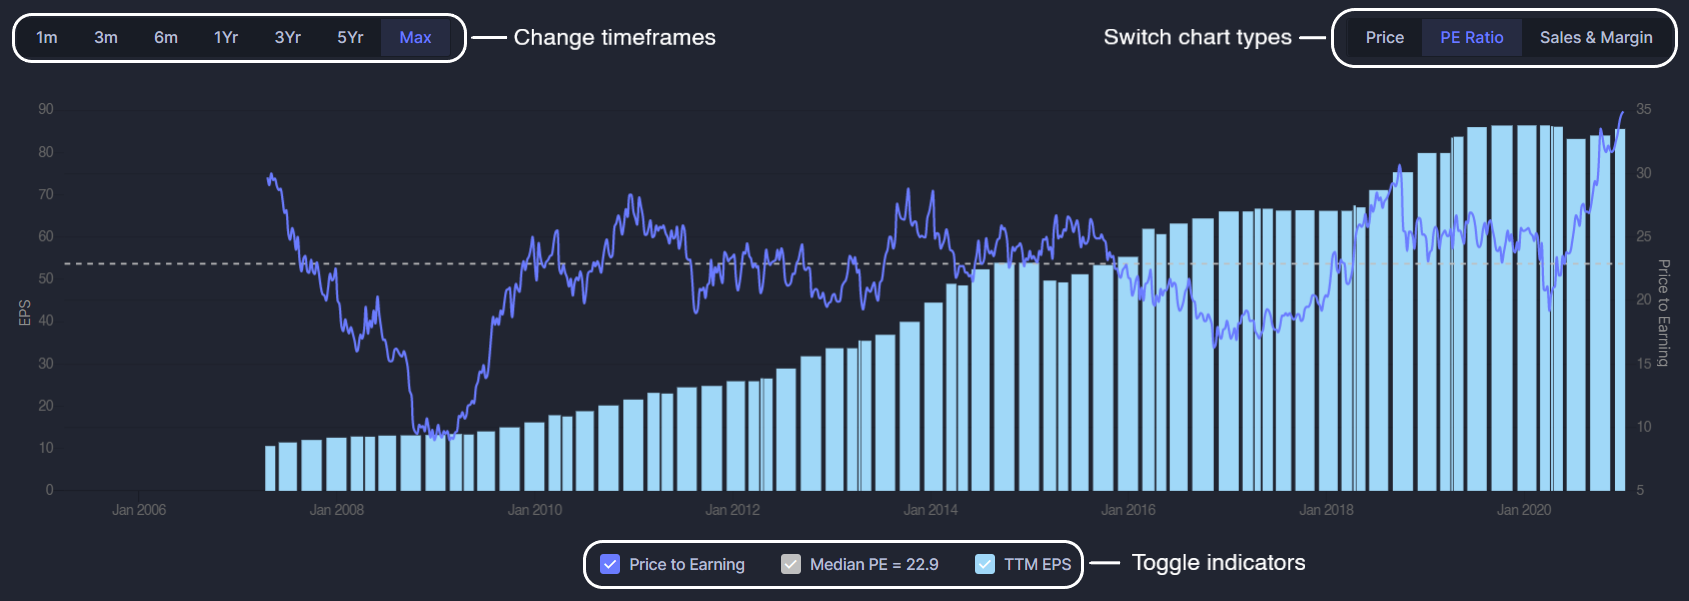 1m 3m 6m 1Yr 3Yr 5Yr Max Change timeframes Switch chart types Price PE Ratio Sales & Margin
90 35
80
70 30
60 25
50
40 20
30 15
20
10 10
0 5
EPS
Price to Earning
Jan 2006 Jan 2008 Jan 2010 Jan 2012 Jan 2014 Jan 2016 Jan 2018 Jan 2020
Price to Earning Median PE = 22.9 TTM EPS Toggle indicators